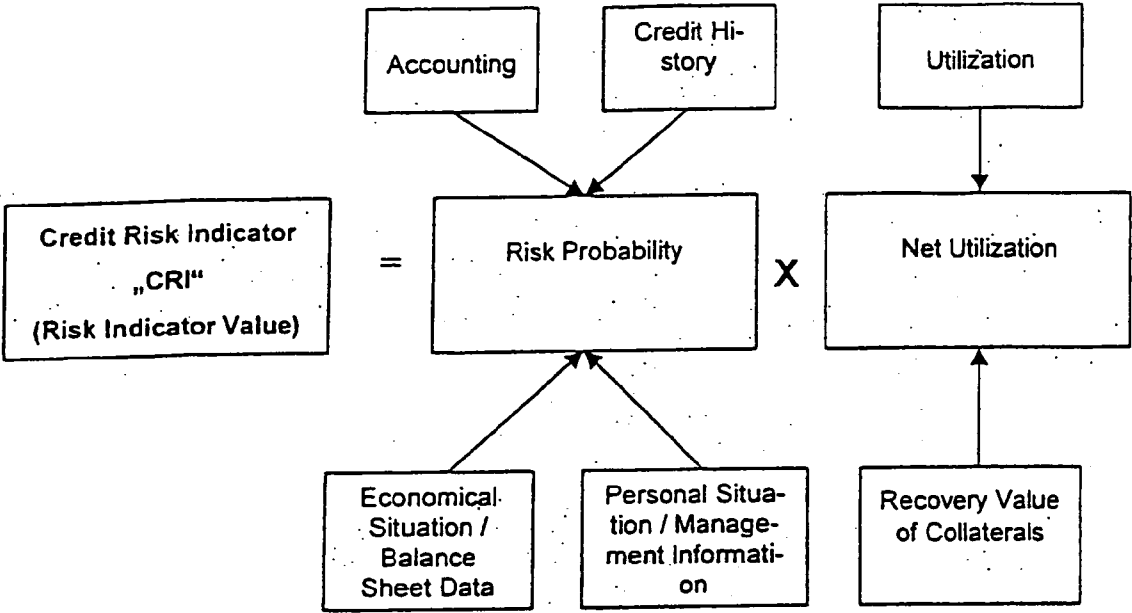 Accounting
Credit Hi-
story
Utilization
Credit Risk Indicator
„CRI“
(Risk Indicator Value)
=
Risk Probability
X
Net Utilization
Economical
Situation /
Balance
Sheet Data
Personal Situa-
tion / Manage-
ment Informati-
on
Recovery Value
of Collaterals